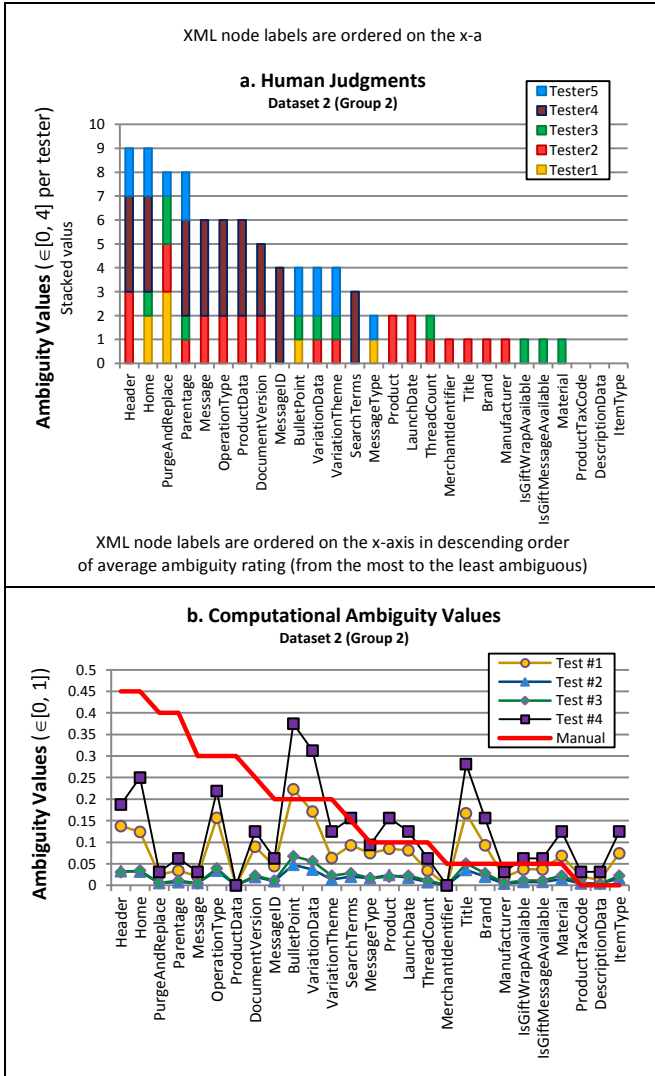 XML node labels are ordered on the x-a
a. Human Judgments
Dataset 2 (Group 2)
Tester5
Tester4
Tester3
Tester2
Tester1
Ambiguity Values (∈[0, 4] per tester)
Stacked valus
10
9
8
7
6
5
4
3
2
1
0
Header
Home
PurgeAndReplace
Parentage
Message
OperationType
ProductData
DocumentVersion
MessageID
BulletPoint
VariationData
VariationTheme
SearchTerms
MessageType
Product
LaunchDate
ThreadCount
MerchantIdentifier
Title
Brand
Manufacturer
IsGiftWrapAvailable
IsGiftMessageAvailable
Material
ProductTaxCode
DescriptionData
ItemType
XML node labels are ordered on the x-axis in descending order
of average ambiguity rating (from the most to the least ambiguous)
b. Computational Ambiguity Values
Dataset 2 (Group 2)
Test #1
Test #2
Test #3
Test #4
Manual
Ambiguity Values (∈[0, 1])
0.5
0.45
0.4
0.35
0.3
0.25
0.2
0.15
0.1
0.05
0
Header
Home
PurgeAndReplace
Parentage
Message
OperationType
ProductData
DocumentVersion
MessageID
BulletPoint
VariationData
VariationTheme
SearchTerms
MessageType
Product
LaunchDate
ThreadCount
MerchantIdentifier
Title
Brand
Manufacturer
IsGiftWrapAvailable
IsGiftMessageAvailable
Material
ProductTaxCode
DescriptionData
ItemType